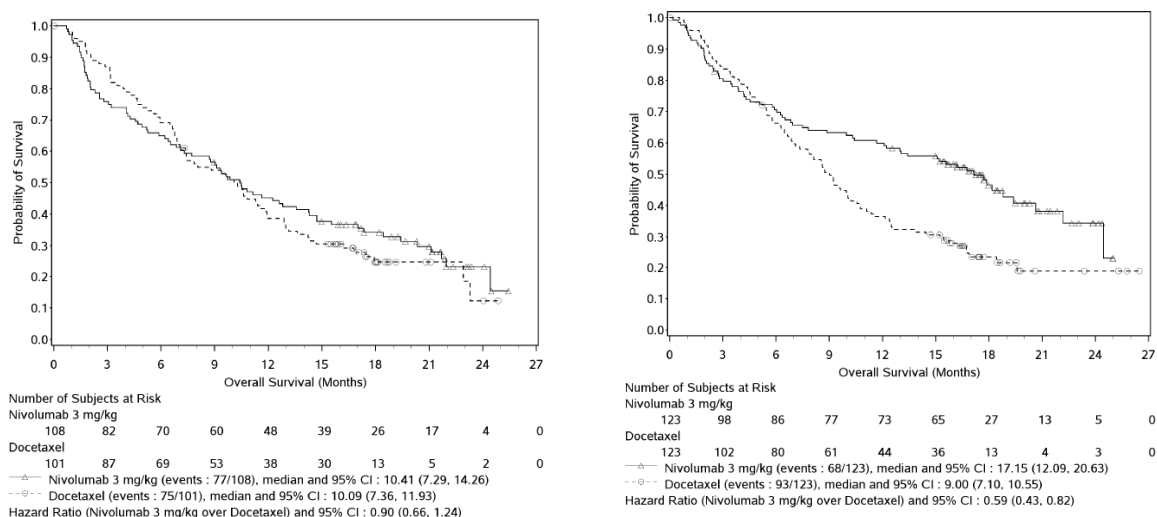 Probability of Survival
1.0
0.9
0.8
0.7
0.6
0.5
0.4
0.3
0.2
0.1
0.0
0 3 6 9 12 15 18 21 24 27
Overall Survival (Months)
Number of Subjects at Risk
Nivolumab 3 mg/kg
108 82 70 60 48 39 26 17 4 0
Docetaxel
101 87 69 53 38 30 13 5 2 0
Nivolumab 3 mg/kg (events : 77/108), median and 95% CI : 10.41 (7.29, 14.26)
Docetaxel (events : 75/101), median and 95% CI : 10.09 (7.36, 11.93)
Hazard Ratio (Nivolumab 3 mg/kg over Docetaxel) and 95% CI : 0.90 (0.66, 1.24)
Probability of Survival
1.0
0.9
0.8
0.7
0.6
0.5
0.4
0.3
0.2
0.1
0.0
0 3 6 9 12 15 18 21 24 27
Overall Survival (Months)
Number of Subjects at Risk
Nivolumab 3 mg/kg
123 98 86 77 73 65 27 13 5 0
Docetaxel
123 102 80 61 44 36 13 4 3 0
Nivolumab 3 mg/kg (events : 68/123), median and 95% CI : 17.15 (12.09, 20.63)
Docetaxel (events : 93/123), median and 95% CI : 9.00 (7.10, 10.55)
Hazard Ratio (Nivolumab 3 mg/kg over Docetaxel) and 95% CI : 0.59 (0.43, 0.82)